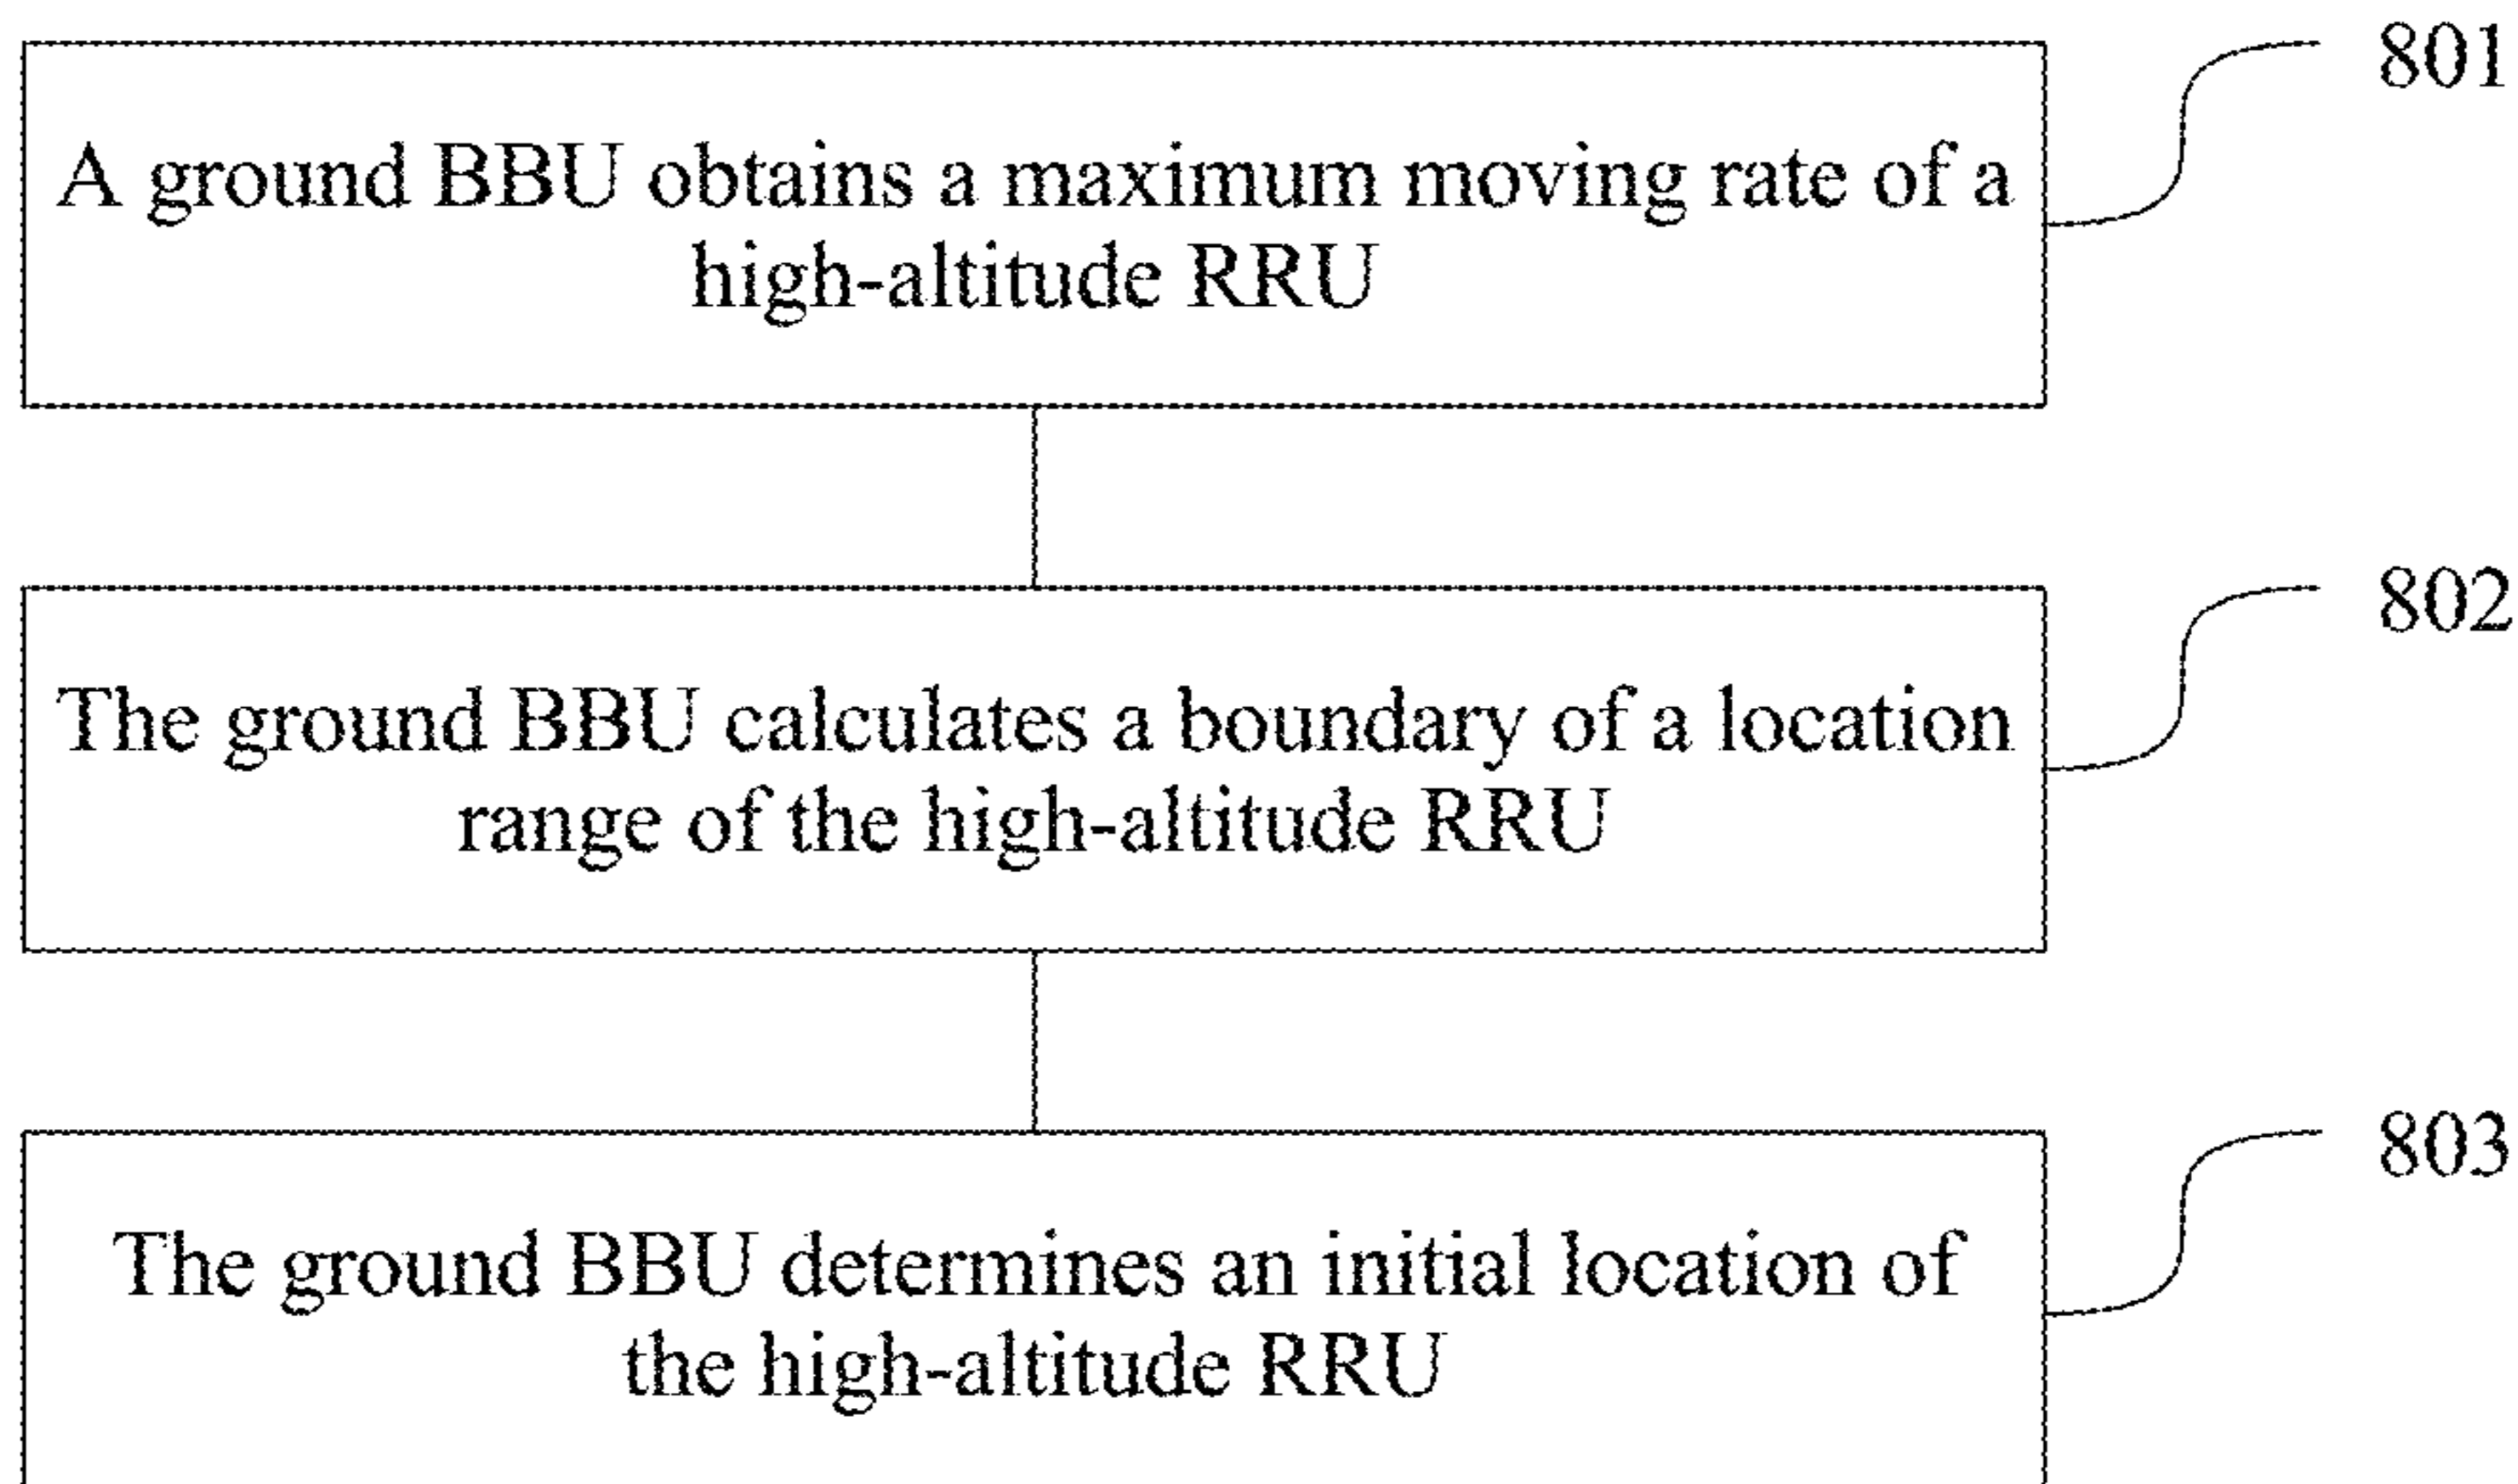 801
A ground BBU obtains a maximum moving rate of a
high-altitude RRU
802
The ground BBU calculates a boundary of a location
range of the high-altitude RRU
803
The ground BBU determines an initial location of
the high-altitude RRU